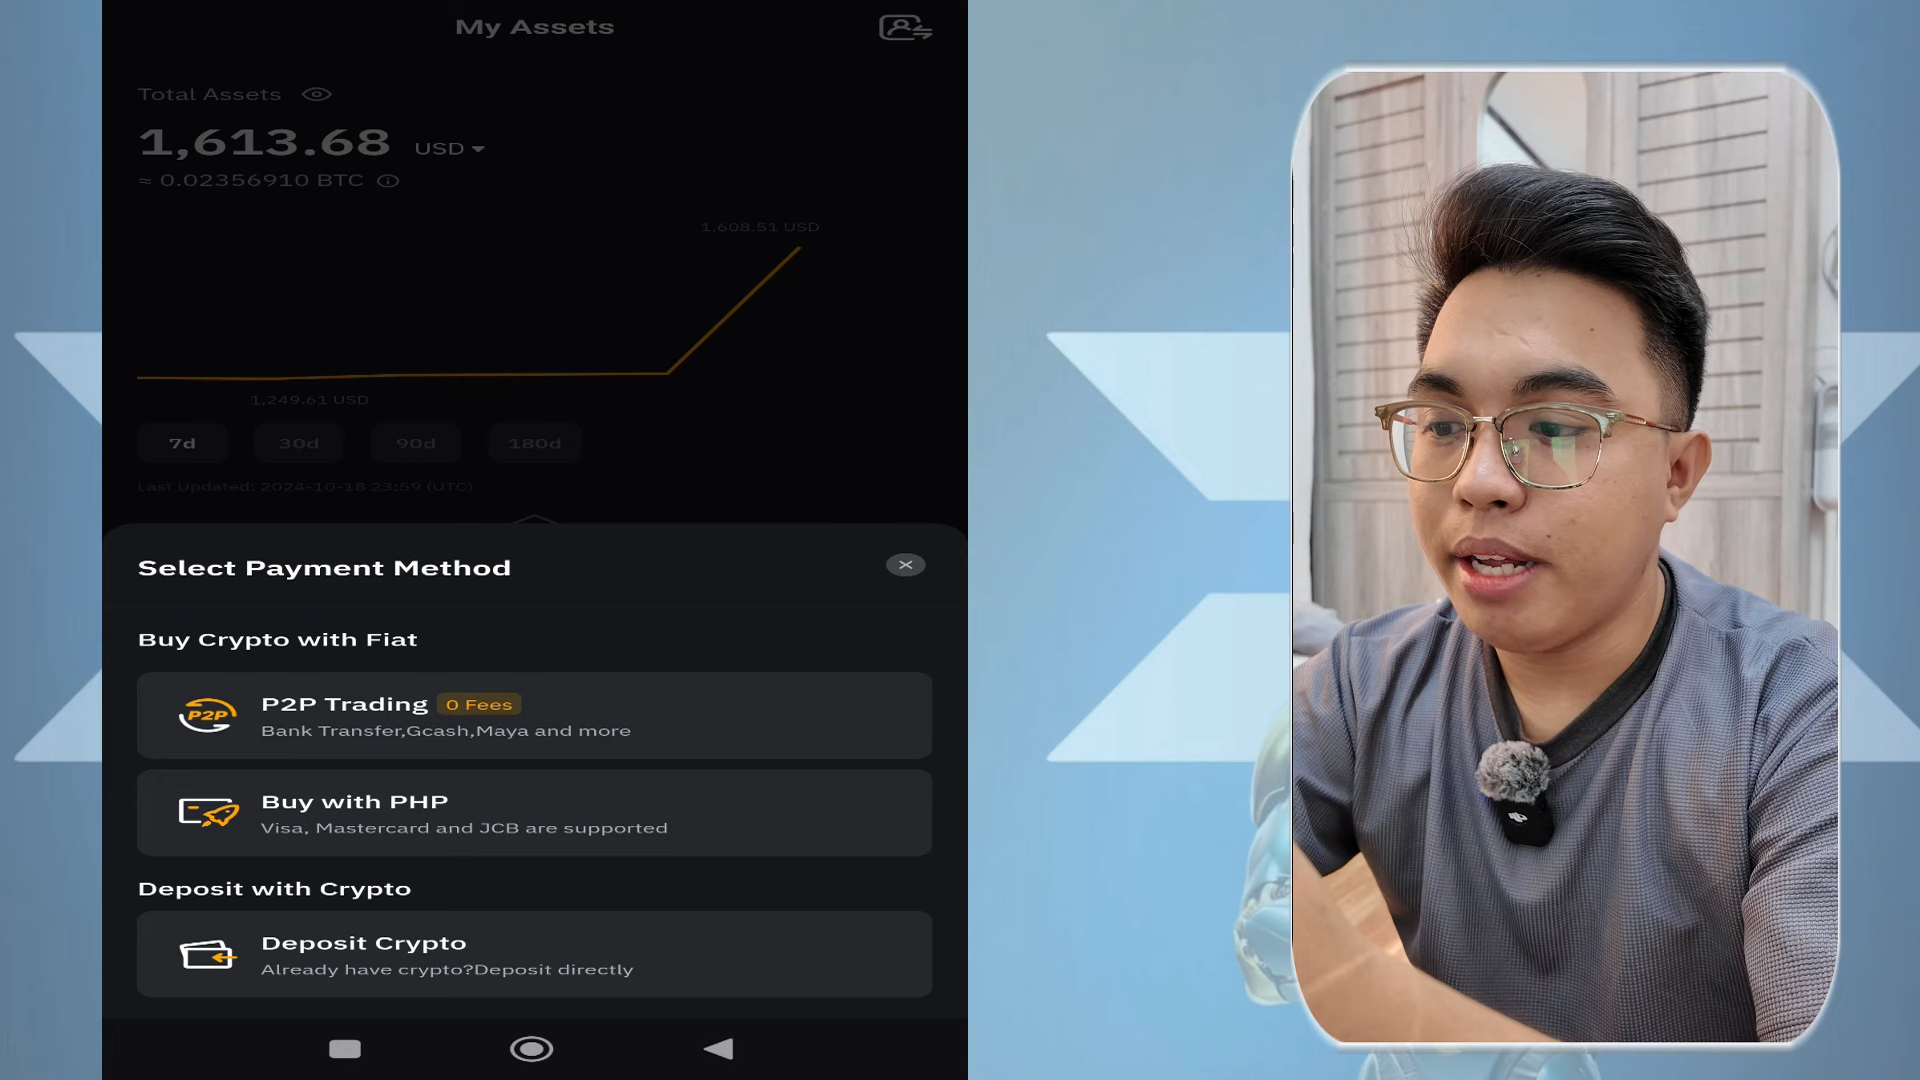 My Assets
Total Assets
1,613.68 USD
≈ 0.02356910 BTC
1,608.51 USD
1,249.61 USD
7d 30d 90d 180d
Last Updated: 2024-10-18 23:59 (UTC)
Select Payment Method
Buy Crypto with Fiat
P2P
P2P Trading 0 Fees
Bank Transfer,Gcash,Maya and more
Buy with PHP
Visa, Mastercard and JCB are supported
Deposit with Crypto
Deposit Crypto
Already have crypto?Deposit directly